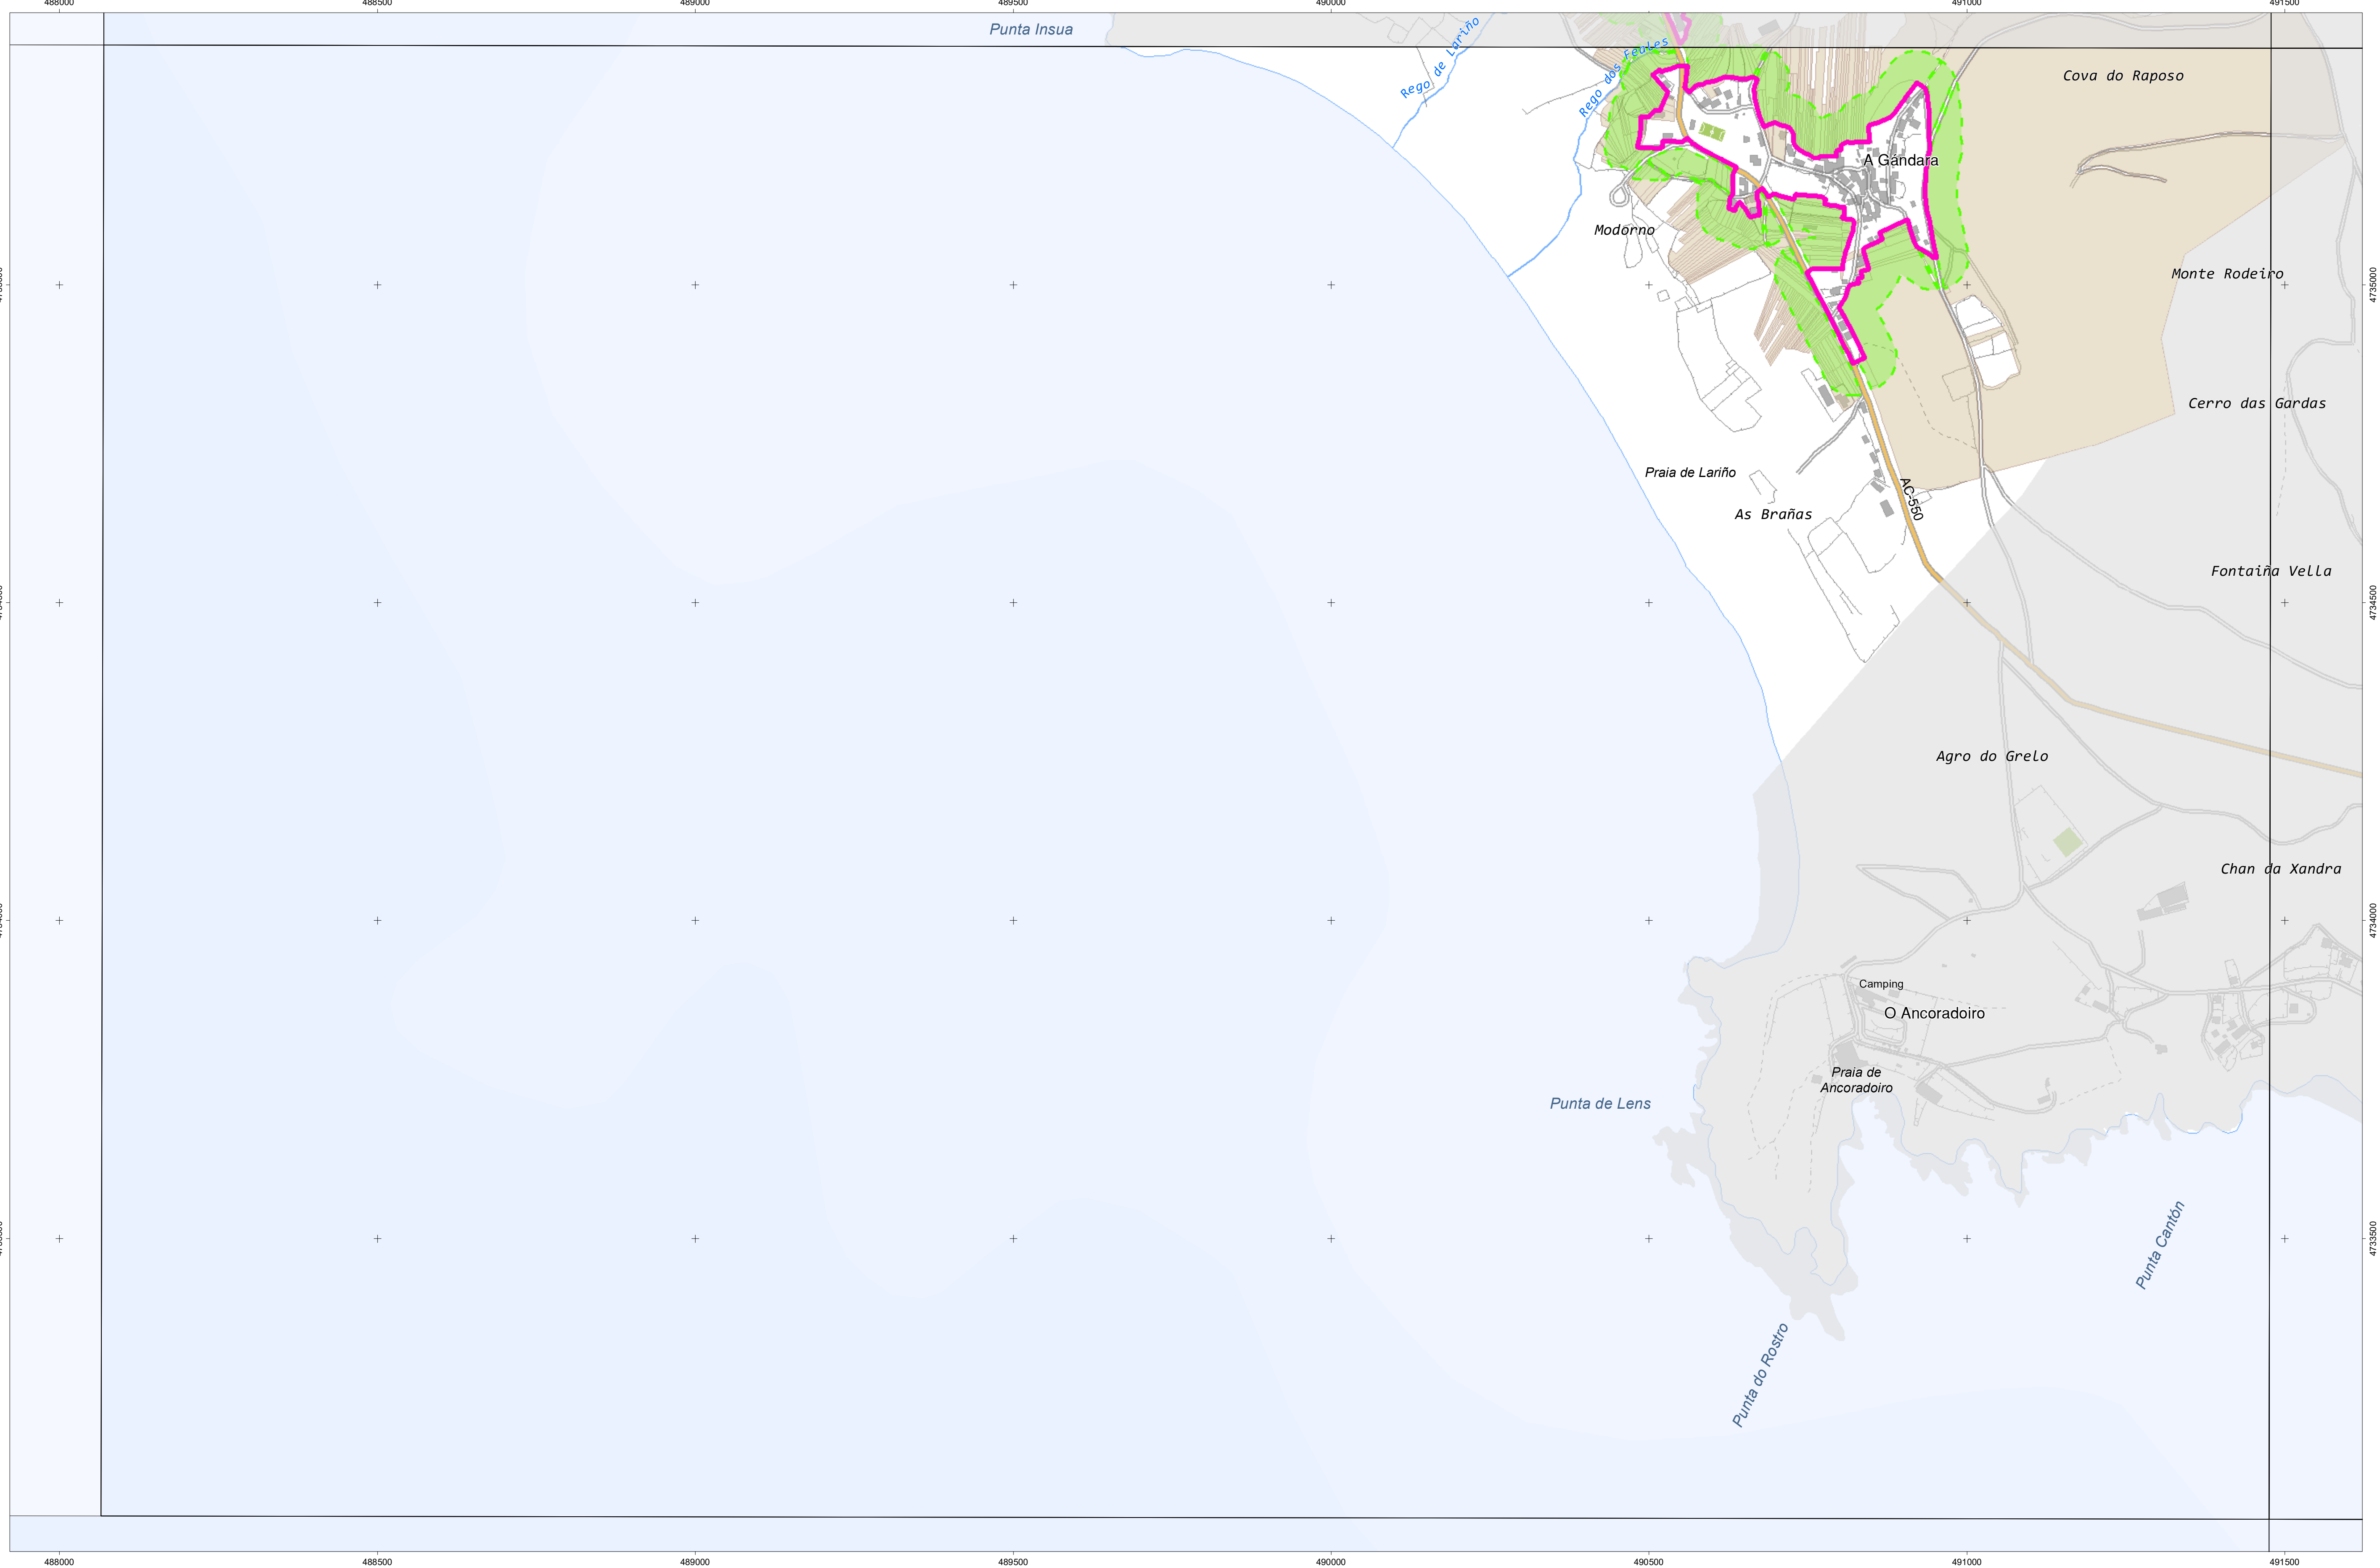 488000
488500
489000
489500
490000
490500
491000
491500
Punta Insua
Rego de Lariño
Rego dos Feáles
Cova do Raposo
A Gándara
Modorno
Monte Rodeiro
4735000
Cerro das Gardas
Praia de Lariño
AC-550
As Brañas
Fontaiña Vella
4734500
Agro do Grelo
Chan da Xandra
4734000
Camping
O Ancoradoiro
Praia de
Ancoradoiro
Punta de Lens
Punta Cantón
4733500
Punta do Rostro
488000
488500
489000
489500
490000
490500
491000
491500